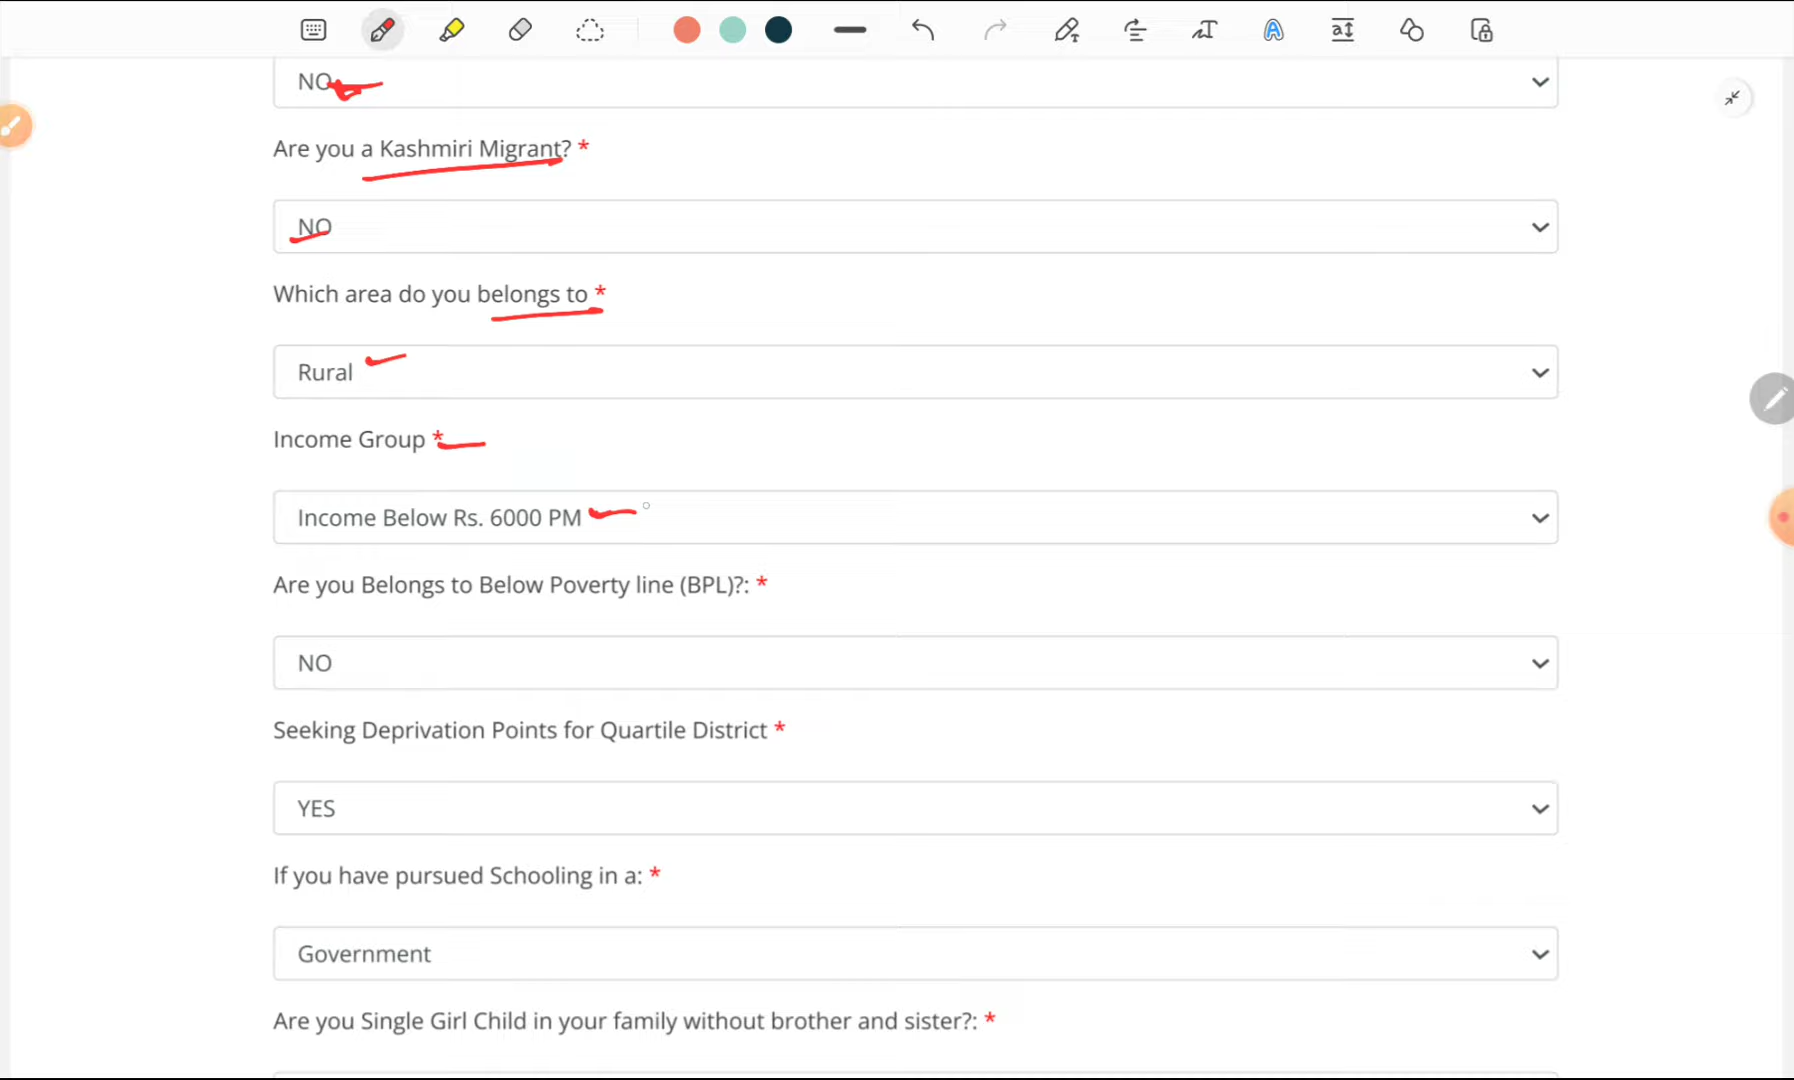 NO
Are you a Kashmiri Migrant? *
NO
Which area do you belongs to *
Rural
Income Group *
Income Below Rs. 6000 PM
Are you Belongs to Below Poverty line (BPL)?: *
NO
Seeking Deprivation Points for Quartile District *
YES
If you have pursued Schooling in a: *
Government
Are you Single Girl Child in your family without brother and sister?: *